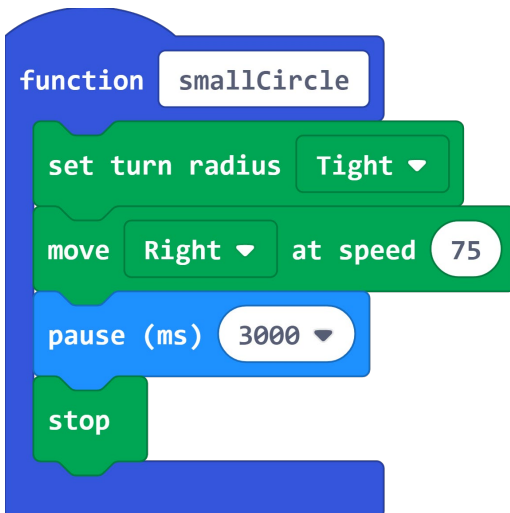 function smallCircle
set turn radius Tight
move Right at speed 75
pause (ms) 3000
stop